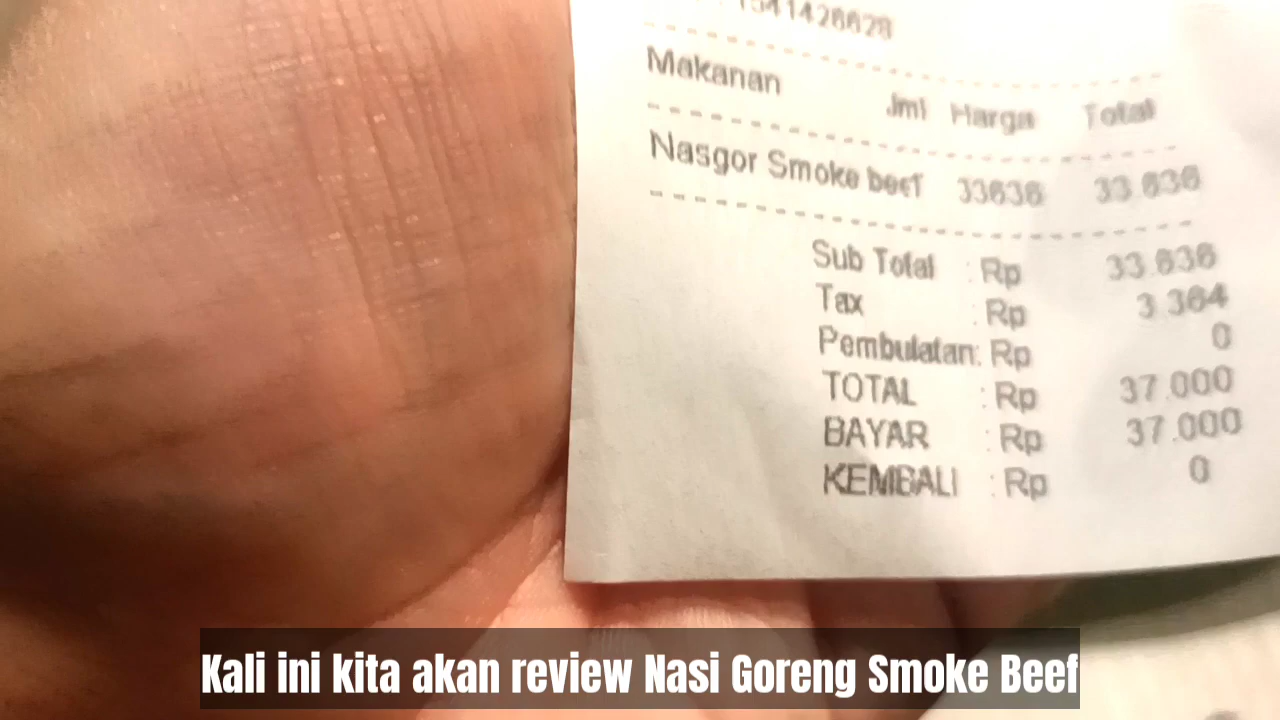 Makanan Jml Harga Total
Nasgor Smoke beef 33636 33.636
Sub Total : Rp 33.636
Tax : Rp 3.364
Pembulatan: Rp 0
TOTAL : Rp 37.000
BAYAR : Rp 37.000
KEMBALI : Rp 0
Kali ini kita akan review Nasi Goreng Smoke Beef